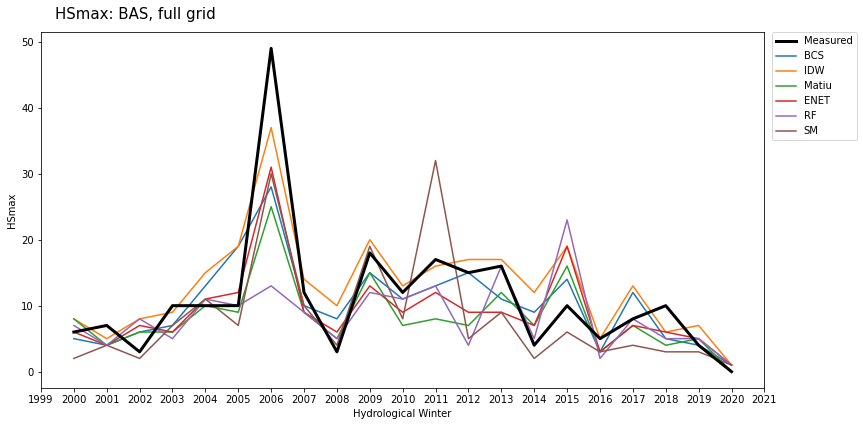 HSmax: BAS, full grid
50
40
30
20
10
0
HSmax
1999 2000 2001 2002 2003 2004 2005 2006 2007 2008 2009 2010 2011 2012 2013 2014 2015 2016 2017 2018 2019 2020 2021
Hydrological Winter
Measured
BCS
IDW
Matiu
ENET
RF
SM